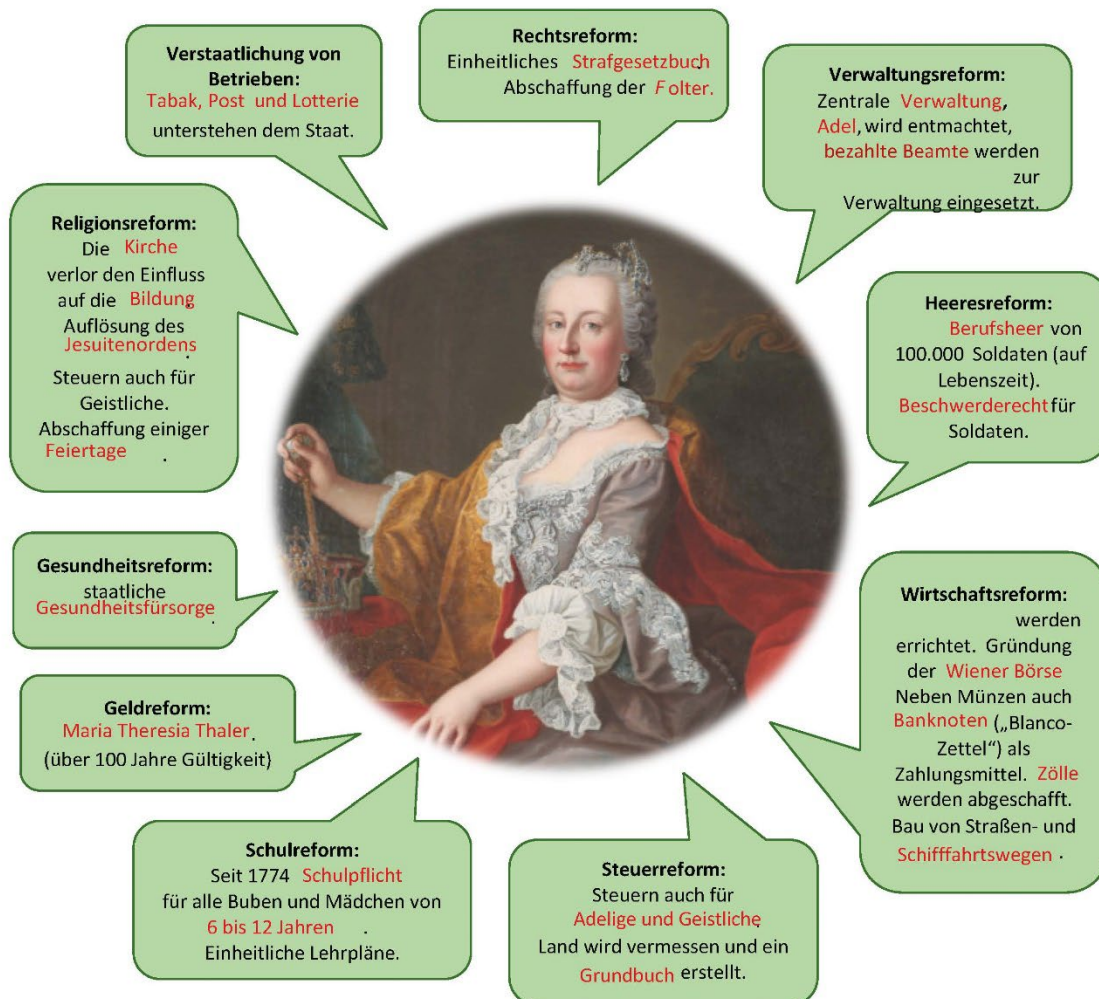 Verstaatlichung von
Betrieben:
Tabak, Post und Lotterie
unterstehen dem Staat.
Rechtsreform:
Einheitliches Strafgesetzbuch.
Abschaffung der Folter.
Verwaltungsreform:
Zentrale Verwaltung,
Adel, wird entmachtet,
bezahlte Beamte werden
zur
Verwaltung eingesetzt.
Religionsreform:
Die Kirche
verlor den Einfluss
auf die Bildung.
Auflösung des
Jesuitenordens.
Steuern auch für
Geistliche.
Abschaffung einiger
Feiertage.
Heeresreform:
Berufsheer von
100.000 Soldaten (auf
Lebenszeit).
Beschwerderecht für
Soldaten.
Gesundheitsreform:
staatliche
Gesundheitsfürsorge.
Wirtschaftsreform:
werden
errichtet. Gründung
der Wiener Börse
Neben Münzen auch
Banknoten („Blanco-
Zettel“) als
Zahlungsmittel. Zölle
werden abgeschafft.
Bau von Straßen- und
Schifffahrtswegen.
Geldreform:
Maria Theresia Thaler.
(über 100 Jahre Gültigkeit)
Schulreform:
Seit 1774 Schulpflicht
für alle Buben und Mädchen von
6 bis 12 Jahren.
Einheitliche Lehrpläne.
Steuerreform:
Steuern auch für
Adelige und Geistliche.
Land wird vermessen und ein
Grundbuch erstellt.